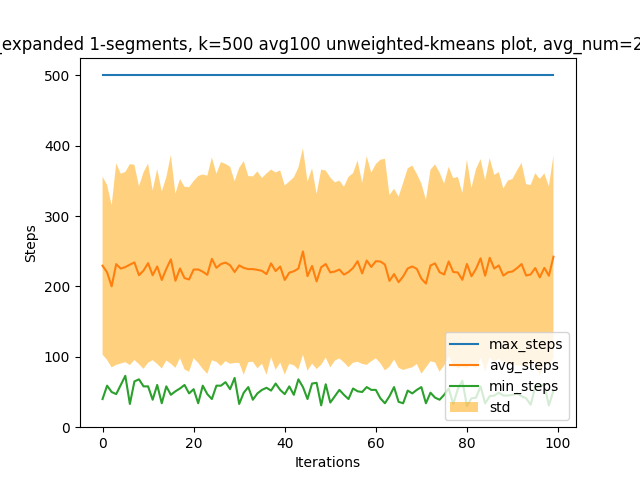 _expanded 1-segments, k=500 avg100 unweighted-kmeans plot, avg_num=2
500
400
300
200
100
0
Steps
max_steps
avg_steps
min_steps
std
0 20 40 60 80 100
Iterations